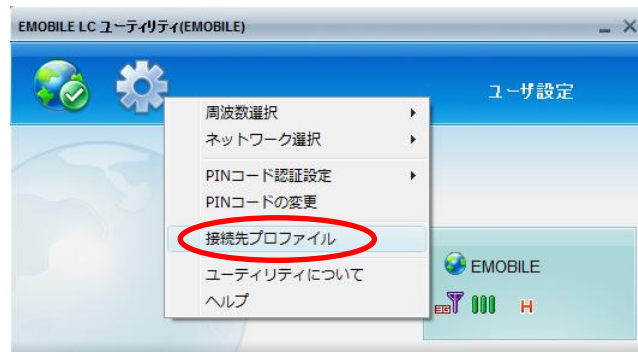 EMOBILE LC ユーティリティ(EMOBILE)
ユーザ設定
周波数選択
ネットワーク選択
PINコード認証設定
PINコードの変更
接続先プロファイル
ユーティリティについて
ヘルプ
EMOBILE
H